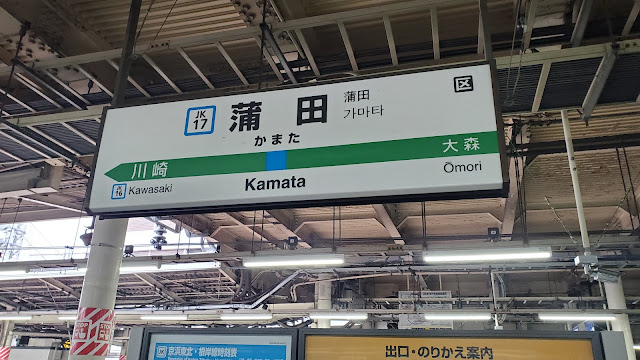 JK
17
蒲田
かまた
蒲田
가마타
区
川崎
大森
JK
16
Kawasaki
Kamata
Ōmori
京浜東北・根岸線時刻表
出口・のりかえ案内